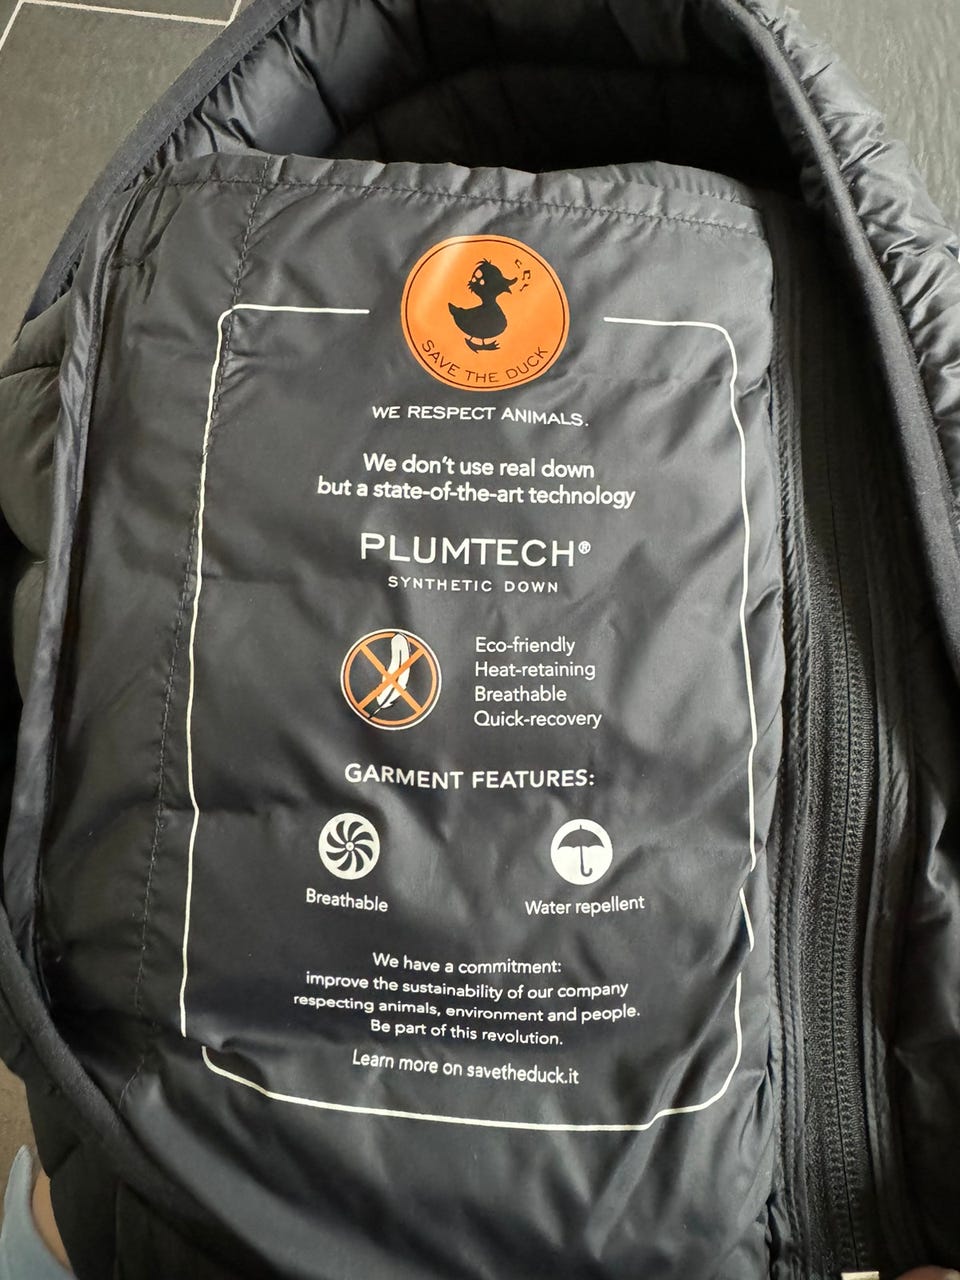 SAVE THE DUCK
WE RESPECT ANIMALS.
We don't use real down
but a state-of-the-art technology
PLUMTECH®
SYNTHETIC DOWN
Eco-friendly
Heat-retaining
Breathable
Quick-recovery
GARMENT FEATURES:
Breathable
Water repellent
We have a commitment:
improve the sustainability of our company
respecting animals, environment and people.
Be part of this revolution.
Learn more on savetheduck.it